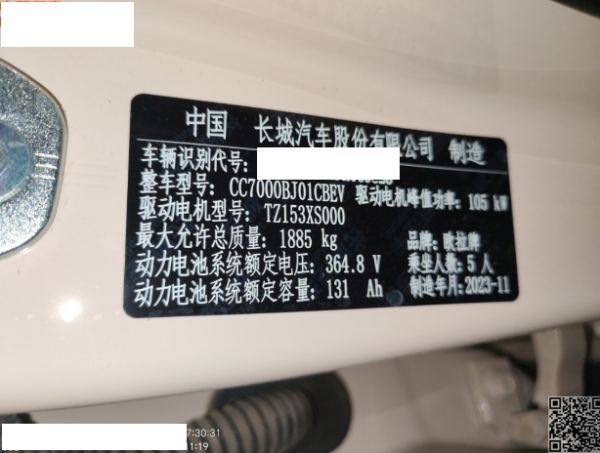 中国 长城汽车股份有限公司 制造
车辆识别代号:
整车型号: CC7000BJ01CBEV 驱动电机峰值功率: 105 kW
驱动电机型号: TZ153XS000
最大允许总质量: 1885 kg 品牌: 欧拉牌
动力电池系统额定电压: 364.8 V 乘坐人数: 5 人
动力电池系统额定容量: 131 Ah 制造年月: 2023-11
7:30:31
11:19